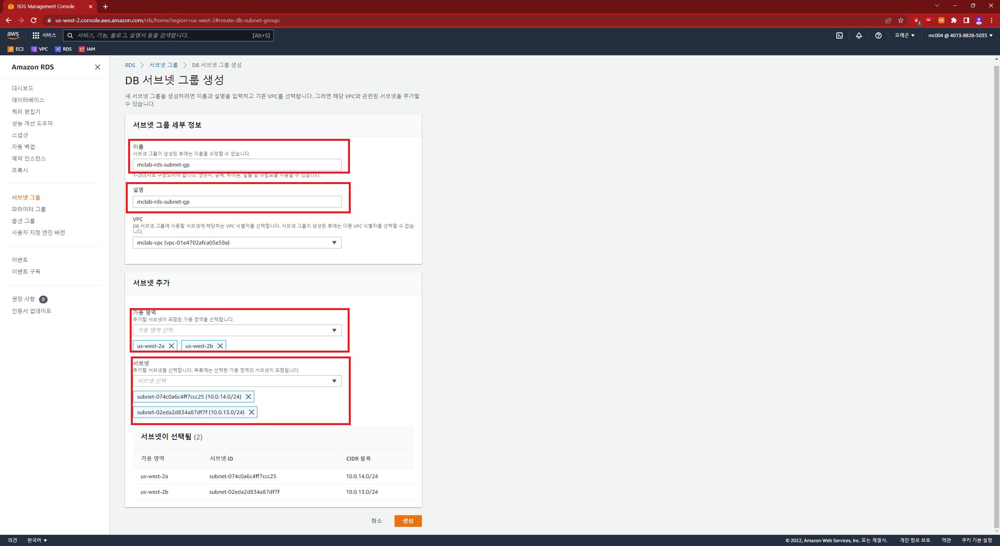 RDS Management Console
us-west-2.console.aws.amazon.com/rds/home?region=us-west-2#create-db-subnet-group:
1
aws
서비스
서비스, 기능, 블로그, 설명서 등을 검색합니다.
[Alt+S]
오레곤
mc004 @ 4013-8828-5035
EC2
VPC
RDS
IAM
Amazon RDS
대시보드
데이터베이스
쿼리 편집기
성능 개선 도우미
스냅샷
자동 백업
예약 인스턴스
프록시
서브넷 그룹
파라미터 그룹
옵션 그룹
사용자 지정 엔진 버전
이벤트
이벤트 구독
권장 사항 0
인증서 업데이트
RDS
서브넷 그룹
DB 서브넷 그룹 생성
DB 서브넷 그룹 생성
새 서브넷 그룹을 생성하려면 이름과 설명을 입력하고 기존 VPC를 선택합니다. 그러면 해당 VPC와 관련된 서브넷을 추가할
수 있습니다.
서브넷 그룹 세부 정보
이름
서브넷 그룹이 생성된 후에는 이름을 수정할 수 없습니다.
mclab-rds-subnet-gp
1~255자로 구성되어야 합니다. 영숫자, 공백, 하이픈, 밑줄 및 마침표를 사용할 수 있습니다.
설명
mclab-rds-subnet-gp
VPC
DB 서브넷 그룹에 사용할 서브넷에 해당하는 VPC 식별자를 선택합니다. 서브넷 그룹이 생성된 후에는 다른 VPC 식별자를 선택할 수 없습
니다.
mclab-vpc (vpc-01e4702afca05e59a)
서브넷 추가
가용 영역
추가할 서브넷이 포함된 가용 영역을 선택합니다.
가용 영역 선택
us-west-2a
us-west-2b
서브넷
추가할 서브넷을 선택합니다. 목록에는 선택한 가용 영역의 서브넷이 포함됩니다.
서브넷 선택
subnet-074c0a6c4ff7ccc25 (10.0.14.0/24)
subnet-02eda2d834a87df7f (10.0.13.0/24)
서브넷이 선택됨 (2)
가용 영역
서브넷 ID
CIDR 블록
us-west-2a
subnet-074c0a6c4ff7ccc25
10.0.14.0/24
us-west-2b
subnet-02eda2d834a87df7f
10.0.13.0/24
취소
생성
의견
한국어
© 2022, Amazon Web Services, Inc. 또는 계열사.
개인 정보 보호
약관
쿠키 기본 설정